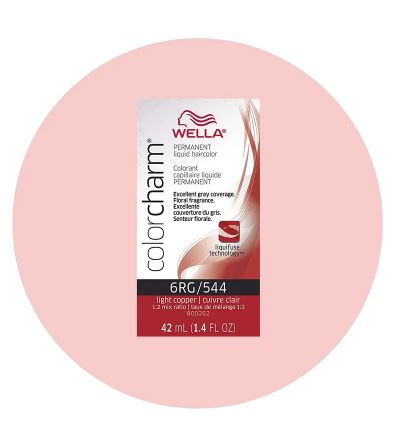 WELLA®
colorcharm®
PERMANENT
liquid haircolor
Colorant
capillaire liquide
PERMANENT
Excellent gray coverage.
Floral fragrance.
Excellente
couverture du gris.
Senteur florale.
liquifuse
technology™
6RG/544
light copper | cuivre clair
1:2 mix ratio | taux de mélange 1:2
800262
42 mL (1.4 FL OZ)